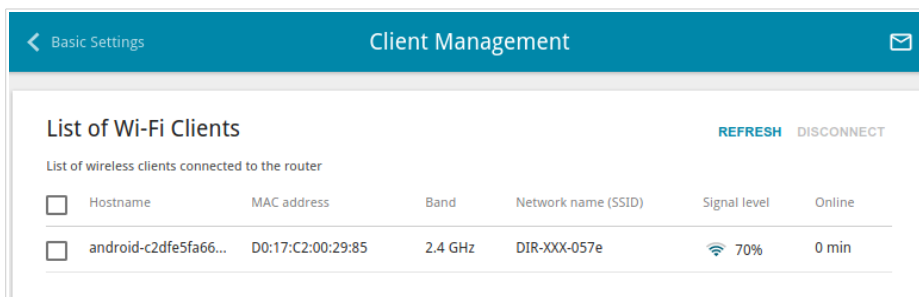 Basic Settings Client Management
List of Wi-Fi Clients REFRESH DISCONNECT
List of wireless clients connected to the router
Hostname MAC address Band Network name (SSID) Signal level Online
android-c2dfe5fa66... D0:17:C2:00:29:85 2.4 GHz DIR-XXX-057e 70% 0 min